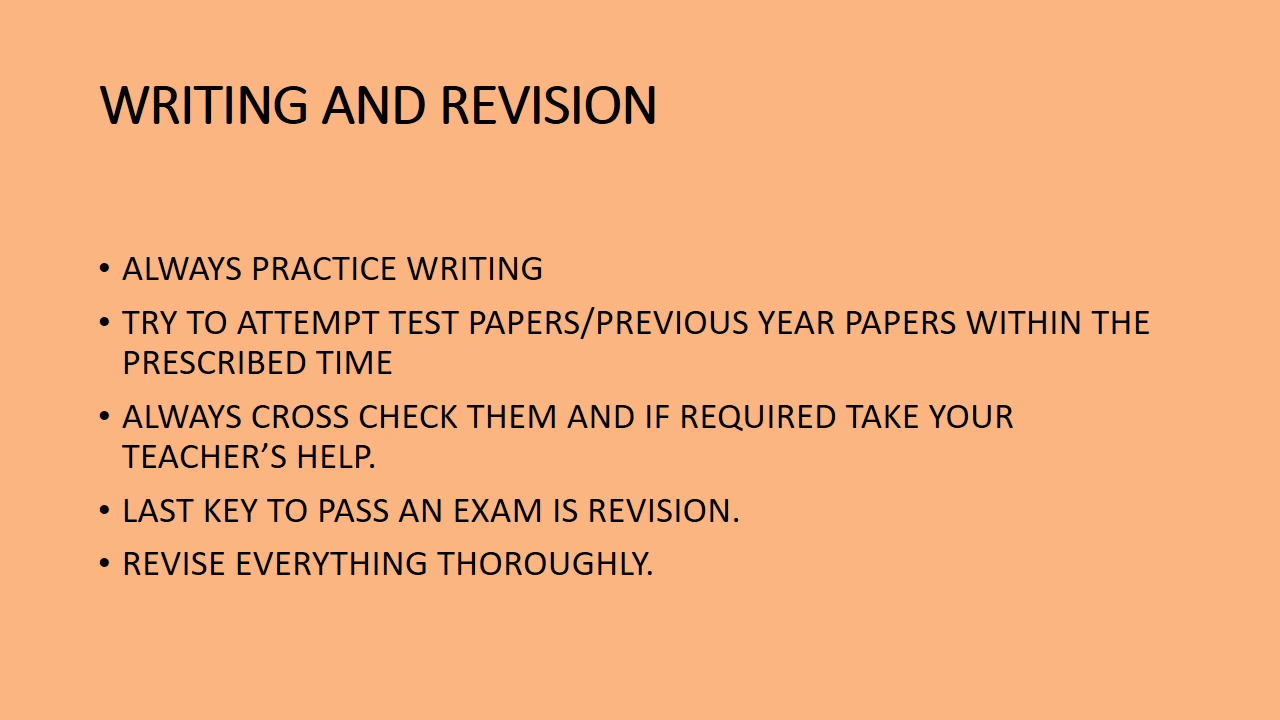 WRITING AND REVISION
• ALWAYS PRACTICE WRITING
• TRY TO ATTEMPT TEST PAPERS/PREVIOUS YEAR PAPERS WITHIN THE
PRESCRIBED TIME
• ALWAYS CROSS CHECK THEM AND IF REQUIRED TAKE YOUR
TEACHER’S HELP.
• LAST KEY TO PASS AN EXAM IS REVISION.
• REVISE EVERYTHING THOROUGHLY.